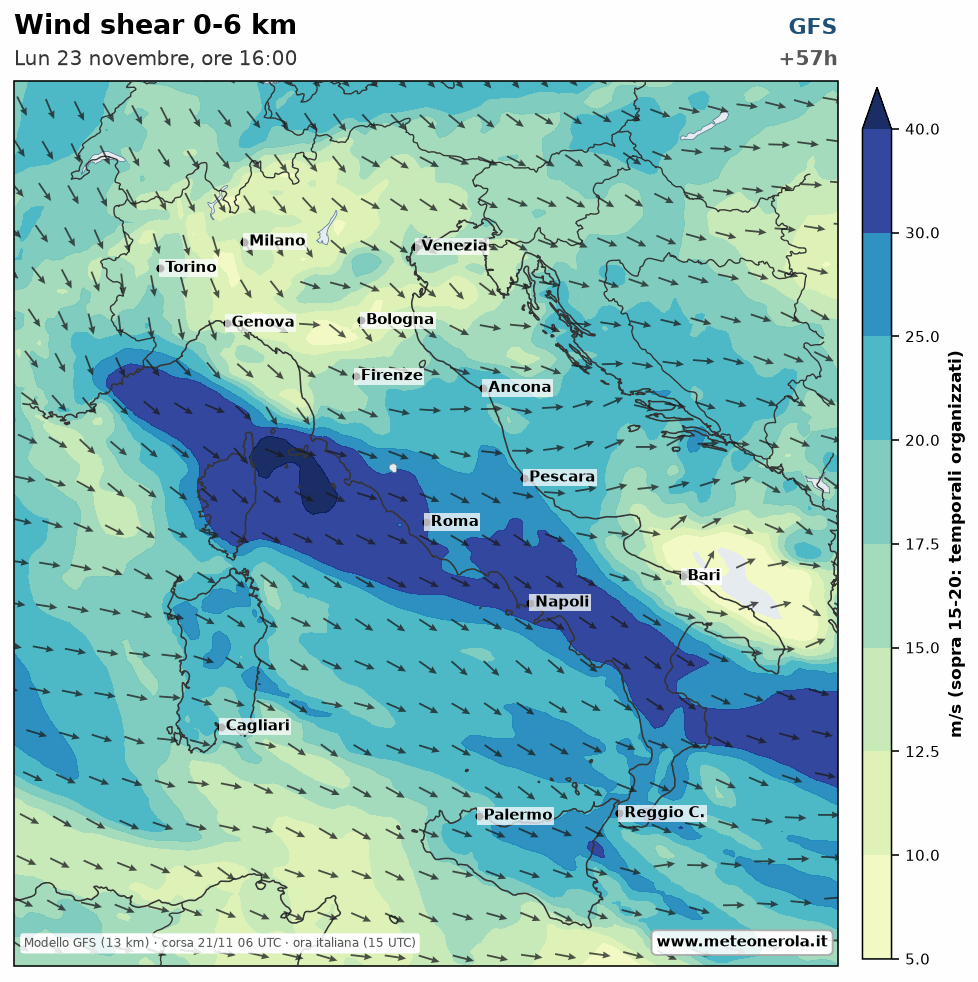 Wind shear 0-6 km
GFS
Lun 23 novembre, ore 16:00
+57h
Milano
Venezia
Torino
Genova
Bologna
Firenze
Ancona
Pescara
Roma
Bari
Napoli
Cagliari
Palermo
Reggio C.
40.0
30.0
25.0
20.0
17.5
15.0
12.5
10.0
5.0
m/s (sopra 15-20: temporali organizzati)
Modello GFS (13 km) · corsa 21/11 06 UTC · ora italiana (15 UTC)
www.meteonerola.it